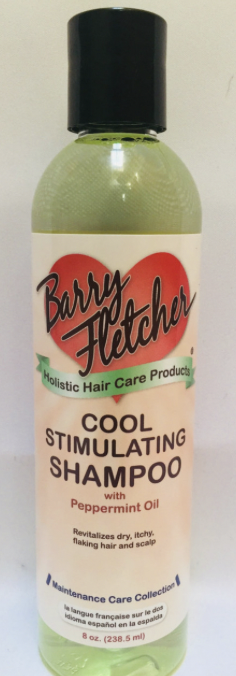 Barry
Fletcher
®
Holistic Hair Care Products
COOL
STIMULATING
SHAMPOO
with
Peppermint Oil
Revitalizes dry, itchy,
flaking hair and scalp
Maintenance Care Collection
la langue française sur le dos
idioma español en la espalda
8 oz. (238.5 ml)